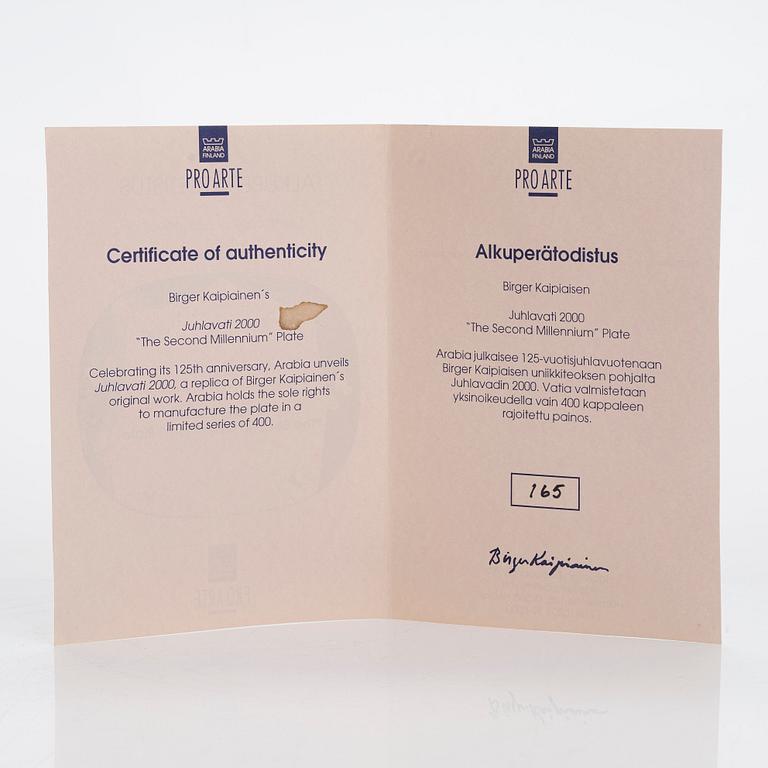 ARABIA
FINLAND
PRO ARTE
Certificate of authenticity
Birger Kaipiainen´s
Juhlavati 2000
"The Second Millennium" Plate
Celebrating its 125th anniversary, Arabia unveils
Juhlavati 2000, a replica of Birger Kaipiainen´s
original work. Arabia holds the sole rights
to manufacture the plate in a
limited series of 400.
ARABIA
FINLAND
PRO ARTE
Alkuperätodistus
Birger Kaipiaisen
Juhlavati 2000
"The Second Millennium" Plate
Arabia julkaisee 125-vuotisjuhlavuotenaan
Birger Kaipiaisen uniikkiteoksen pohjalta
Juhlavadin 2000. Vatia valmistetaan
yksinoikeudella vain 400 kappaleen
rajoitettu painos.
165
Birger Kaipiainen